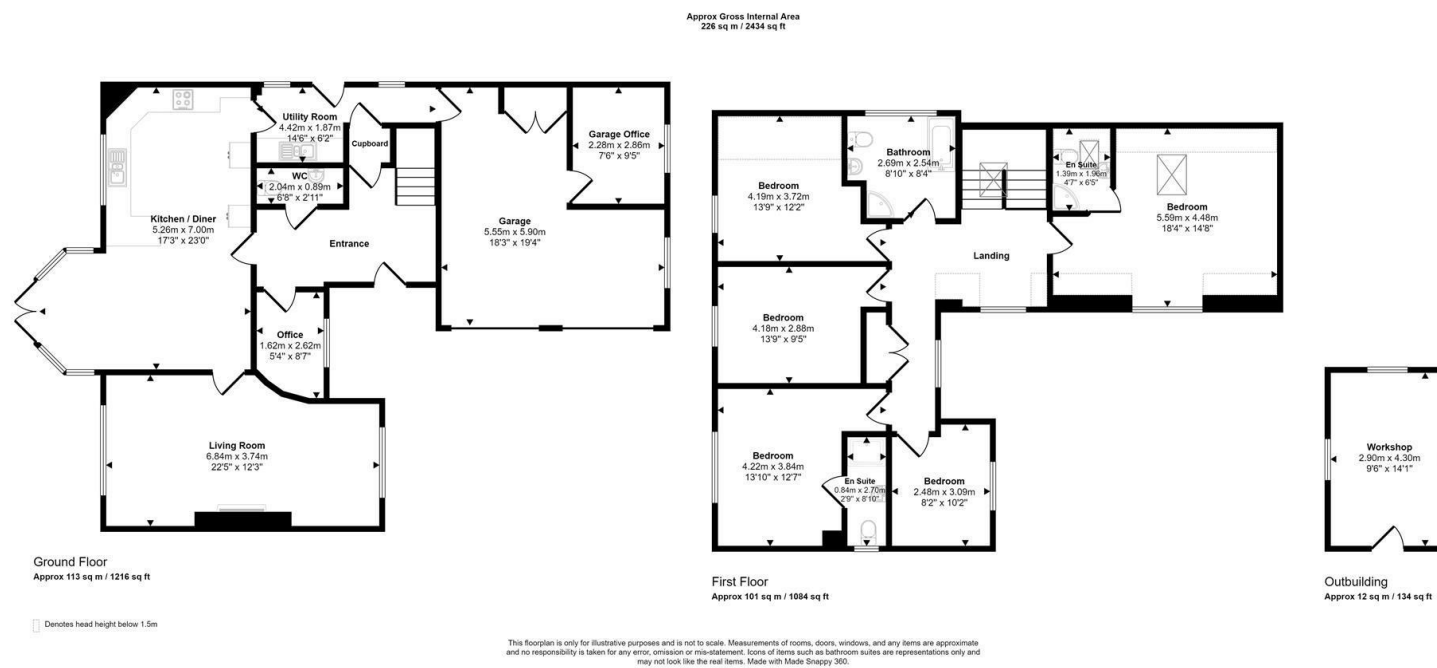 Approx Gross Internal Area
226 sq m / 2434 sq ft
Utility Room
4.42m x 1.87m
14'6" x 6'2"
Cupboard
Garage Office
2.28m x 2.86m
7'6" x 9'5"
WC
2.04m x 0.89m
6'8" x 2'11"
Kitchen / Diner
5.26m x 7.00m
17'3" x 23'0"
Entrance
Garage
5.55m x 5.90m
18'3" x 19'4"
Office
1.62m x 2.62m
5'4" x 8'7"
Living Room
6.84m x 3.74m
22'5" x 12'3"
Ground Floor
Approx 113 sq m / 1216 sq ft
Denotes head height below 1.5m
Bedroom
4.19m x 3.72m
13'9" x 12'2"
Bathroom
2.69m x 2.54m
8'10" x 8'4"
En Suite
1.39m x 1.96m
4'7" x 6'5"
Bedroom
5.59m x 4.48m
18'4" x 14'8"
Landing
Bedroom
4.18m x 2.88m
13'9" x 9'5"
Bedroom
4.22m x 3.84m
13'10" x 12'7"
En Suite
0.84m x 2.70m
2'9" x 8'10"
Bedroom
2.48m x 3.09m
8'2" x 10'2"
First Floor
Approx 101 sq m / 1084 sq ft
Workshop
2.90m x 4.30m
9'6" x 14'1"
Outbuilding
Approx 12 sq m / 134 sq ft
This floorplan is only for illustrative purposes and is not to scale. Measurements of rooms, doors, windows, and any items are approximate
and no responsibility is taken for any error, omission or mis-statement. Icons of items such as bathroom suites are representations only and
may not look like the real items. Made with Made Snappy 360.